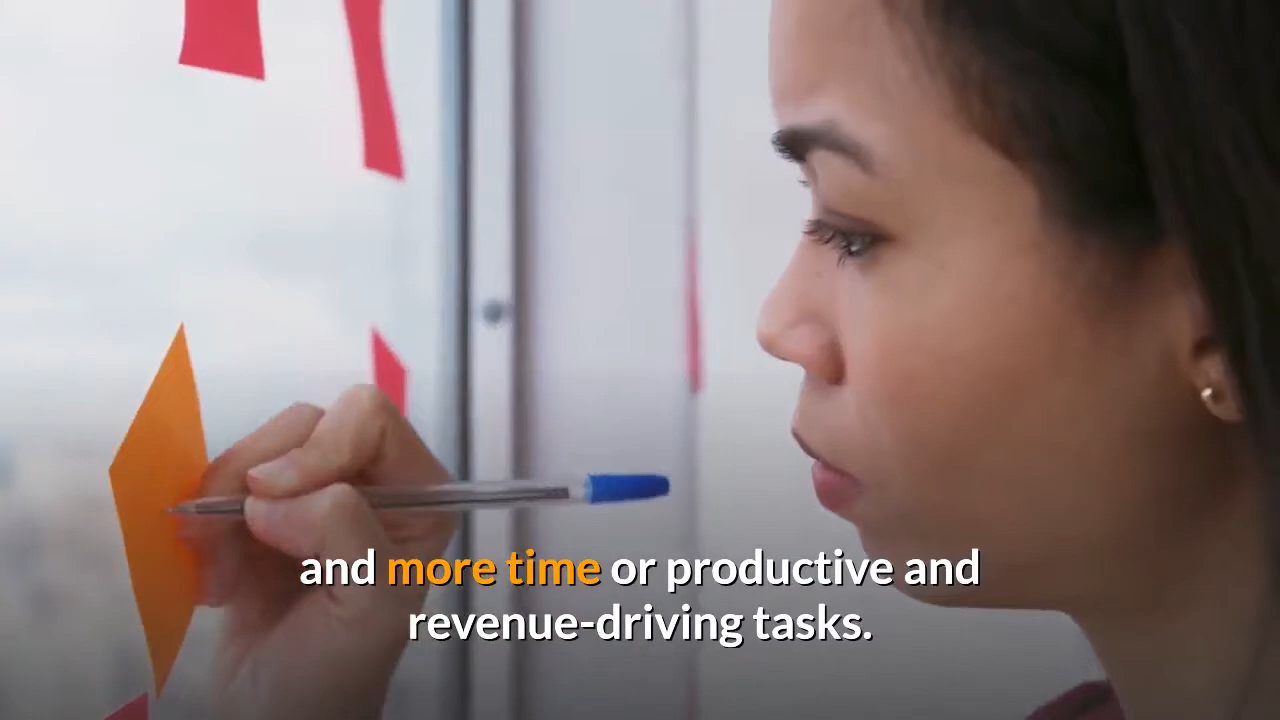 and more time or productive and
revenue-driving tasks.